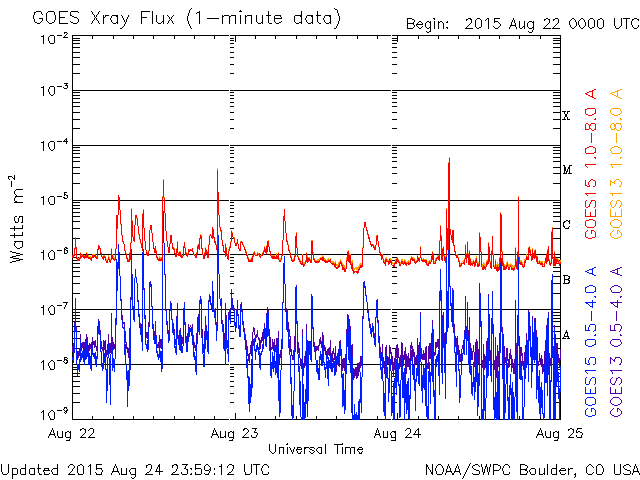 GOES Xray Flux (1-minute data)
Begin: 2015 Aug 22 0000 UTC
10-2
10-3
10-4
10-5
10-6
10-7
10-8
10-9
Watts m-2
X
M
C
B
A
GOES15 1.0-8.0 A
GOES13 1.0-8.0 A
GOES15 0.5-4.0 A
GOES13 0.5-4.0 A
Aug 22
Aug 23
Aug 24
Aug 25
Universal Time
Updated 2015 Aug 24 23:59:12 UTC
NOAA/SWPC Boulder, CO USA